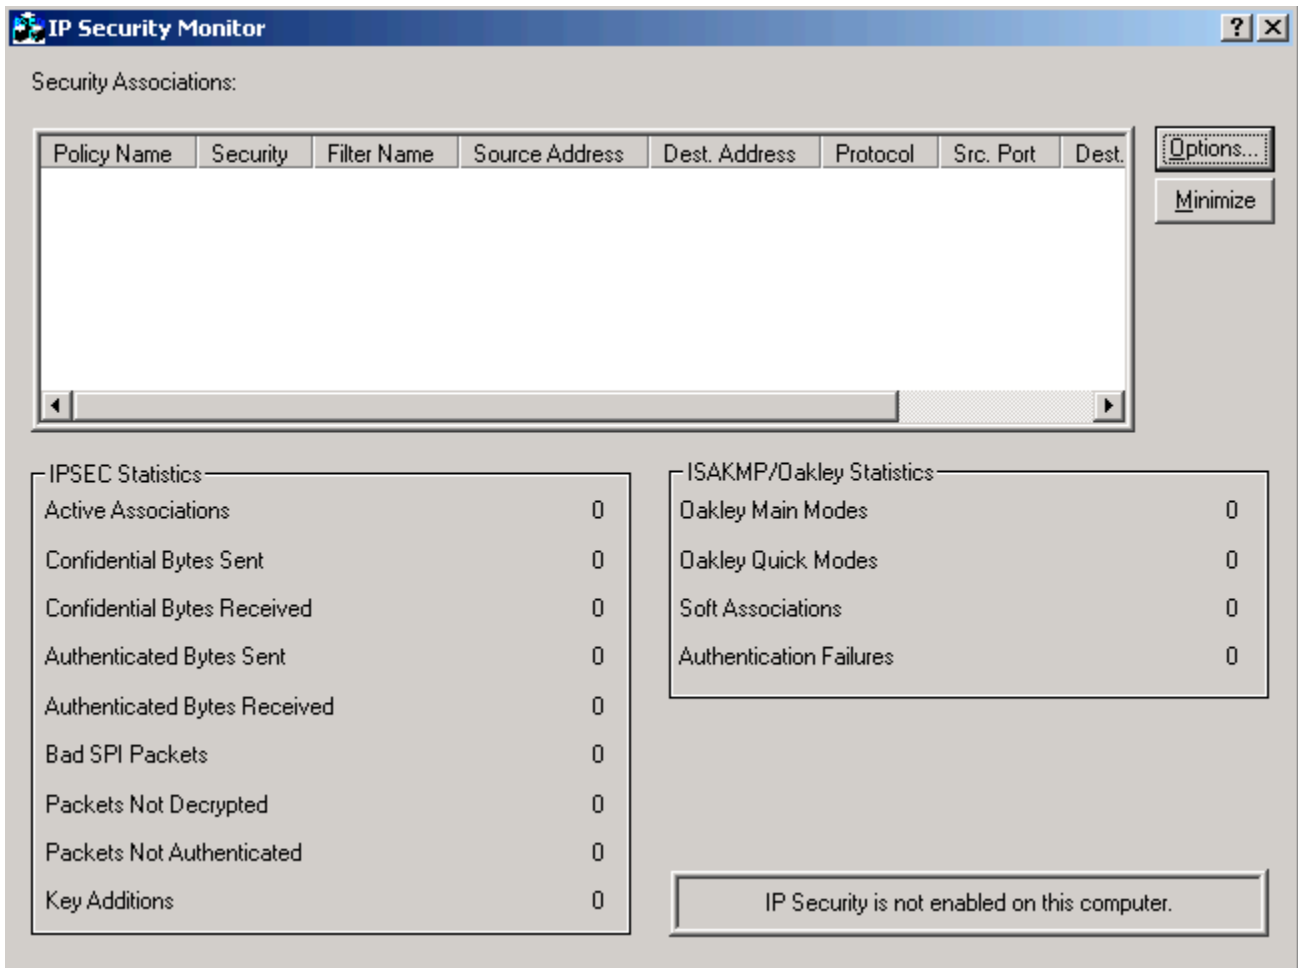 IP Security Monitor
Security Associations:
Policy Name Security Filter Name Source Address Dest. Address Protocol Src. Port Dest.
Options...
Minimize
IPSEC Statistics
Active Associations 0
Confidential Bytes Sent 0
Confidential Bytes Received 0
Authenticated Bytes Sent 0
Authenticated Bytes Received 0
Bad SPI Packets 0
Packets Not Decrypted 0
Packets Not Authenticated 0
Key Additions 0
ISAKMP/Oakley Statistics
Oakley Main Modes 0
Oakley Quick Modes 0
Soft Associations 0
Authentication Failures 0
IP Security is not enabled on this computer.